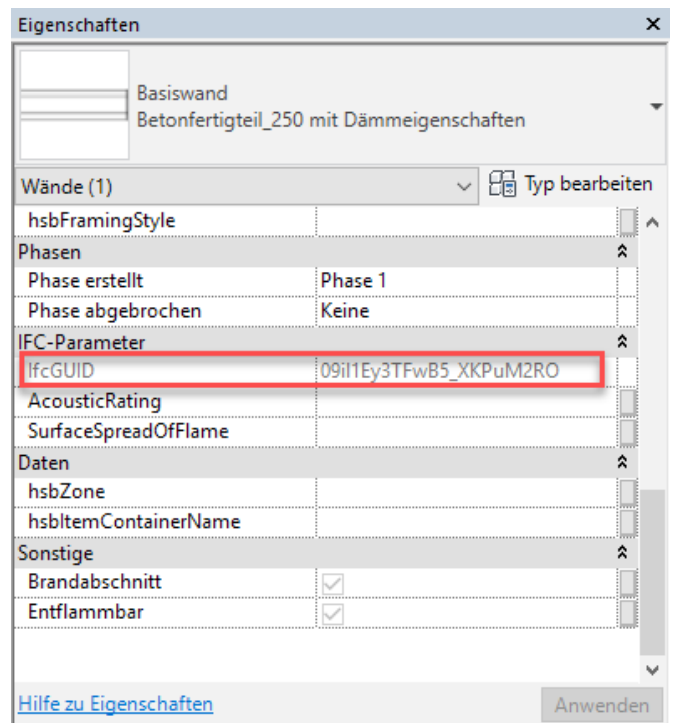 Eigenschaften
Basiswand
Betonfertigteil_250 mit Dämmeigenschaften
Wände (1) Typ bearbeiten
hsbFramingStyle
Phasen
Phase erstellt Phase 1
Phase abgebrochen Keine
IFC-Parameter
IfcGUID 09iI1Ey3TFwB5_XKPuM2RO
AcousticRating
SurfaceSpreadOfFlame
Daten
hsbZone
hsbItemContainerName
Sonstige
Brandabschnitt
Entflammbar
Hilfe zu Eigenschaften Anwenden